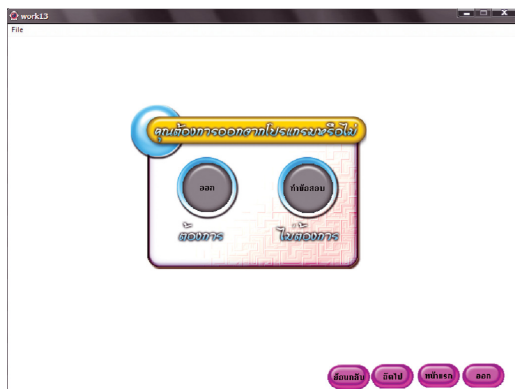 work13
File
คุณต้องการออกจากโปรแกรมหรือไม่
ออก
ทำข้อสอบ
ต้องการ
ไม่ต้องการ
ย้อนกลับ
ถัดไป
หน้าแรก
ออก